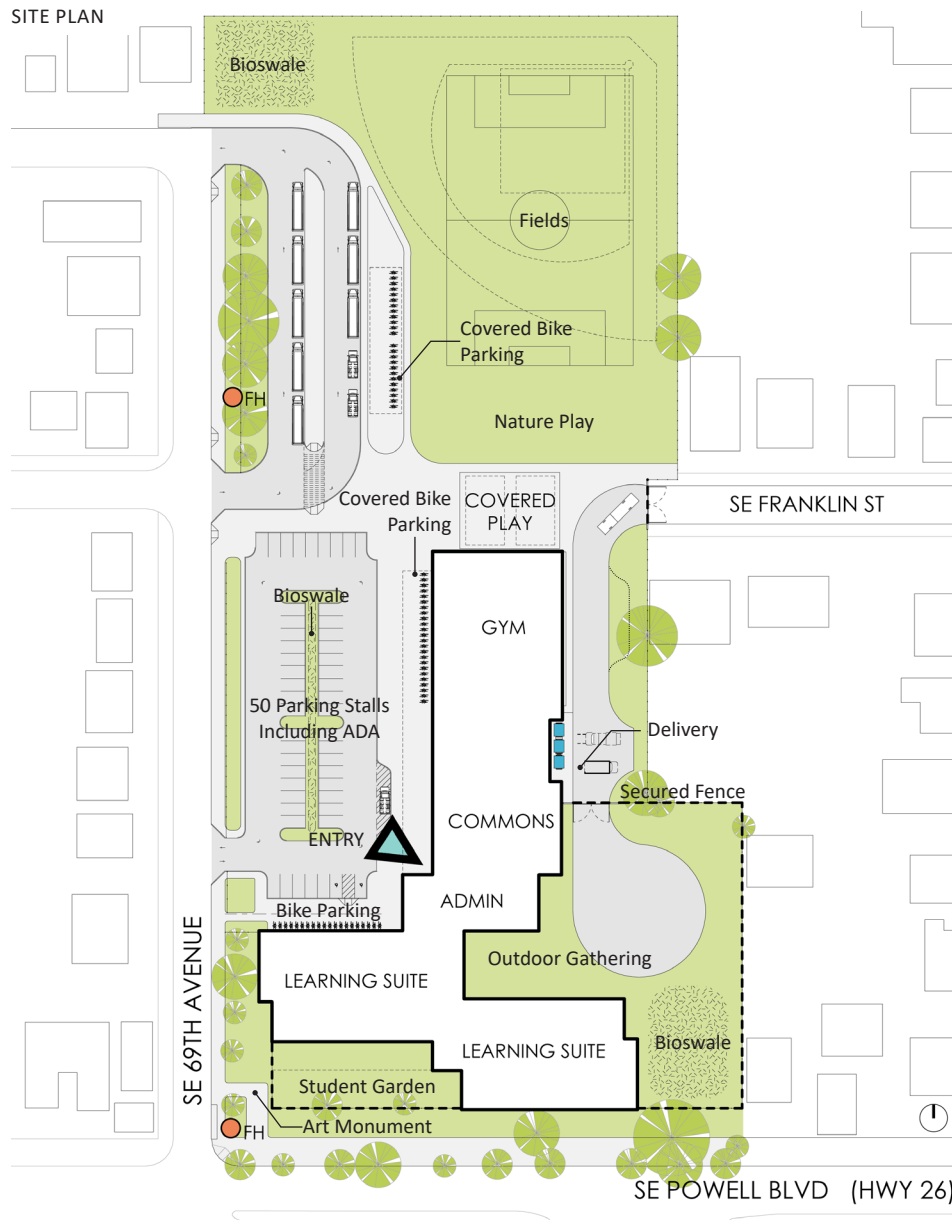 SITE PLAN
Bioswale
Fields
Covered Bike
Parking
FH
Nature Play
Covered Bike
Parking
COVERED
PLAY
SE FRANKLIN ST
Bioswale
GYM
50 Parking Stalls
Including ADA
Delivery
Secured Fence
COMMONS
ENTRY
ADMIN
Bike Parking
Outdoor Gathering
LEARNING SUITE
SE 69TH AVENUE
Bioswale
LEARNING SUITE
Student Garden
Art Monument
FH
SE POWELL BLVD (HWY 26)